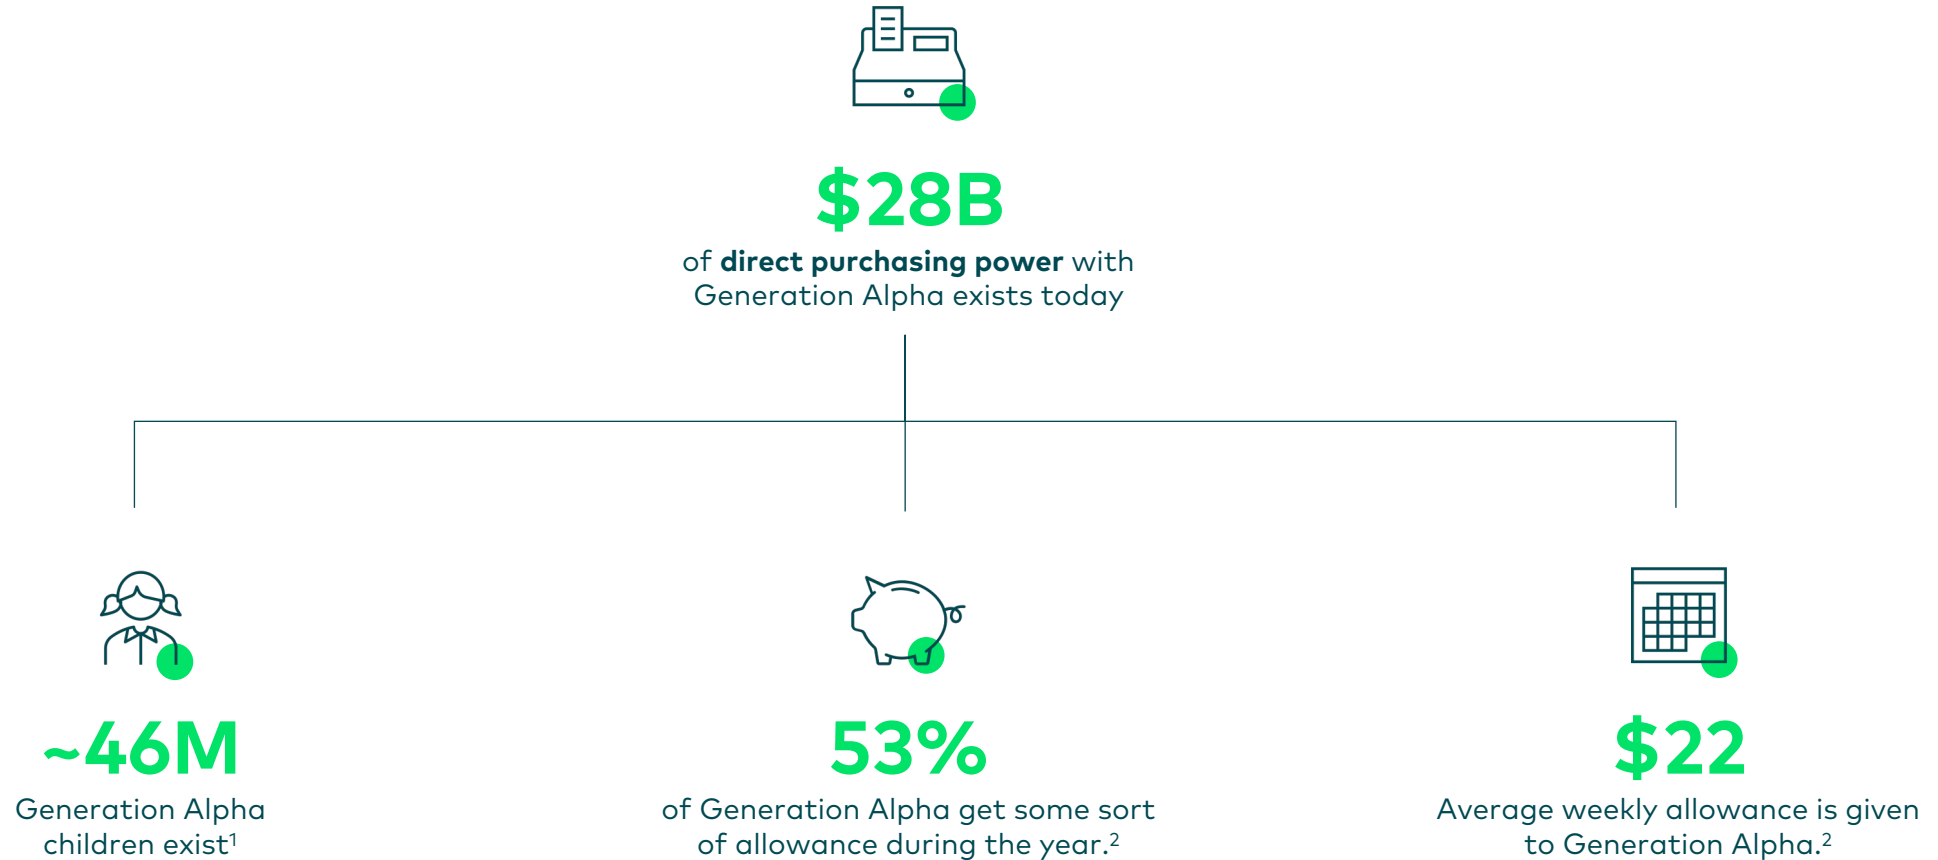 $28B
of direct purchasing power with
Generation Alpha exists today
~46M
Generation Alpha
children exist¹
53%
of Generation Alpha get some sort
of allowance during the year.²
$22
Average weekly allowance is given
to Generation Alpha.²